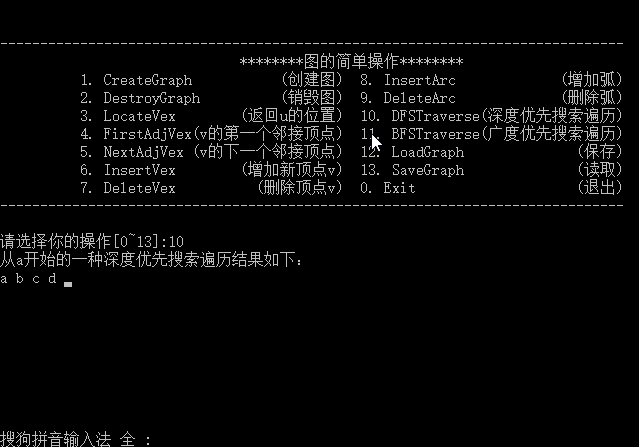 ********图的简单操作********
1. CreateGraph (创建图) 8. InsertArc (增加弧)
2. DestroyGraph (销毁图) 9. DeleteArc (删除弧)
3. LocateVex (返回u的位置) 10. DFSTraverse(深度优先搜索遍历)
4. FirstAdjVex(v的第一个邻接顶点) 11. BFSTraverse(广度优先搜索遍历)
5. NextAdjVex (v的下一个邻接顶点) 12. LoadGraph (保存)
6. InsertVex (增加新顶点v) 13. SaveGraph (读取)
7. DeleteVex (删除顶点v) 0. Exit (退出)
请选择你的操作[0~13]:10
从a开始的一种深度优先搜索遍历结果如下:
a b c d
搜狗拼音输入法 全 :